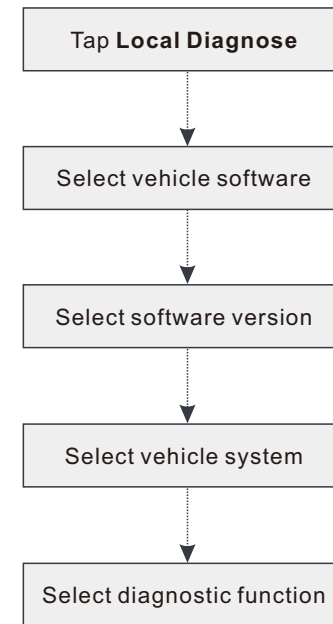 Tap Local Diagnose
Select vehicle software
Select software version
Select vehicle system
Select diagnostic function